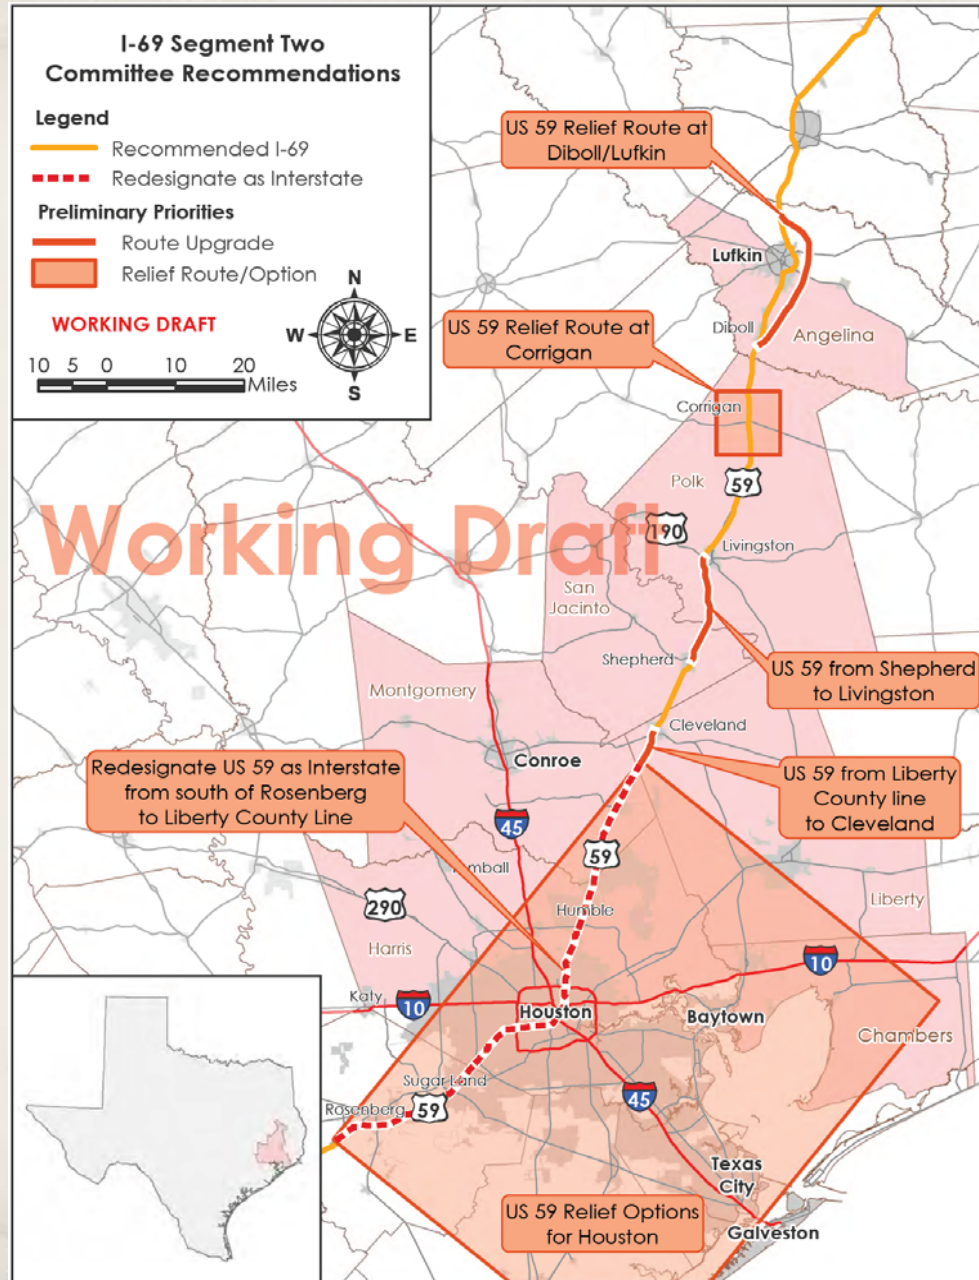 I-69 Segment Two
Committee Recommendations
Legend
Recommended I-69
Redesignate as Interstate
Preliminary Priorities
Route Upgrade
Relief Route/Option
WORKING DRAFT
N
W
E
S
10 5 0 10 20
Miles
US 59 Relief Route at
Diboll/Lufkin
Lufkin
US 59 Relief Route at
Corrigan
Diboll
Angelina
Corrigan
Polk
59
Working Draft
190
Livingston
San
Jacinto
Shepherd
US 59 from Shepherd
to Livingston
Montgomery
Cleveland
Conroe
Redesignate US 59 as Interstate
from south of Rosenberg
to Liberty County Line
US 59 from Liberty
County line
to Cleveland
45
59
mball
290
Humble
Liberty
Harris
10
Katy
10
Houston
Baytown
Chambers
Sugar Land
45
Rosenberg
59
Texas
City
US 59 Relief Options
for Houston
Galveston